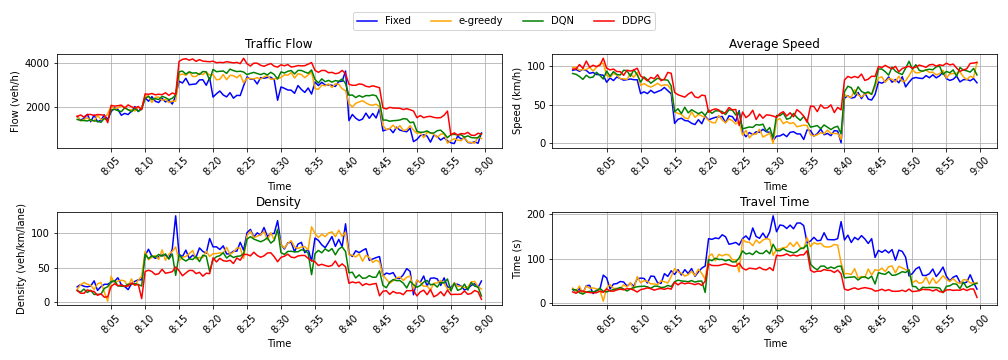 Fixed e-greedy DQN DDPG
Traffic Flow
Flow (veh/h)
4000
2000
8:05 8:10 8:15 8:20 8:25 8:30 8:35 8:40 8:45 8:50 8:55 9:00
Time
Average Speed
Speed (km/h)
100
50
0
8:05 8:10 8:15 8:20 8:25 8:30 8:35 8:40 8:45 8:50 8:55 9:00
Time
Density
Density (veh/km/lane)
100
50
0
8:05 8:10 8:15 8:20 8:25 8:30 8:35 8:40 8:45 8:50 8:55 9:00
Time
Travel Time
Time (s)
200
100
0
8:05 8:10 8:15 8:20 8:25 8:30 8:35 8:40 8:45 8:50 8:55 9:00
Time